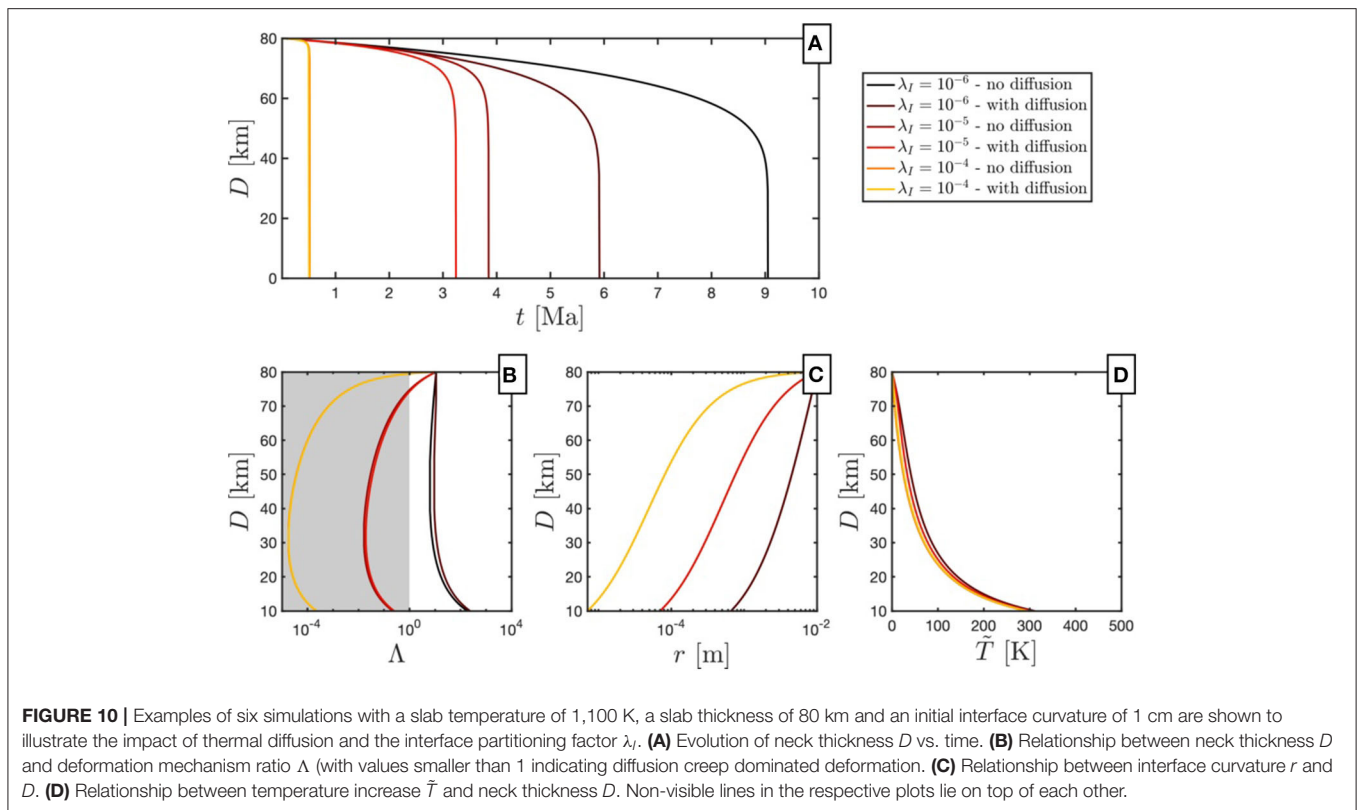 A
80
60
40
20
0
D [km]
1 2 3 4 5 6 7 8 9 10
t [Ma]
λ_I = 10⁻⁶ - no diffusion
λ_I = 10⁻⁶ - with diffusion
λ_I = 10⁻⁵ - no diffusion
λ_I = 10⁻⁵ - with diffusion
λ_I = 10⁻⁴ - no diffusion
λ_I = 10⁻⁴ - with diffusion
B
80
70
60
50
40
30
20
10
D [km]
10⁻⁴ 10⁰ 10⁴
Λ
C
80
70
60
50
40
30
20
10
D [km]
10⁻⁴ 10⁻²
r [m]
D
80
70
60
50
40
30
20
10
D [km]
0 100 200 300 400 500
T̃ [K]
FIGURE 10 | Examples of six simulations with a slab temperature of 1,100 K, a slab thickness of 80 km and an initial interface curvature of 1 cm are shown to
illustrate the impact of thermal diffusion and the interface partitioning factor λ_I. (A) Evolution of neck thickness D vs. time. (B) Relationship between neck thickness D
and deformation mechanism ratio Λ (with values smaller than 1 indicating diffusion creep dominated deformation. (C) Relationship between interface curvature r and
D. (D) Relationship between temperature increase T̃ and neck thickness D. Non-visible lines in the respective plots lie on top of each other.